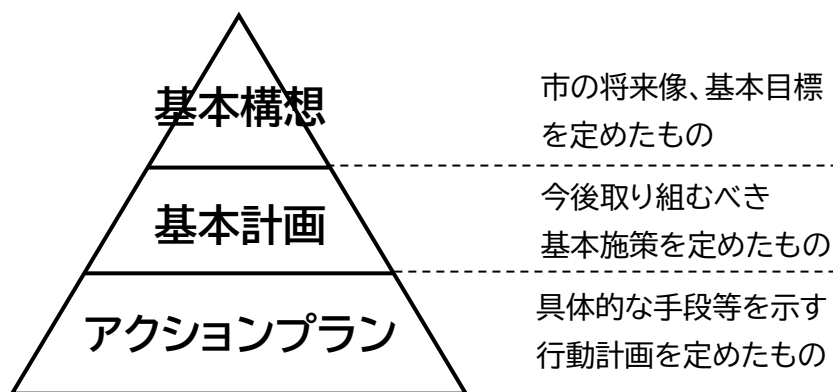 基本構想
市の将来像、基本目標
を定めたもの
基本計画
今後取り組むべき
基本施策を定めたもの
アクションプラン
具体的な手段等を示す
行動計画を定めたもの